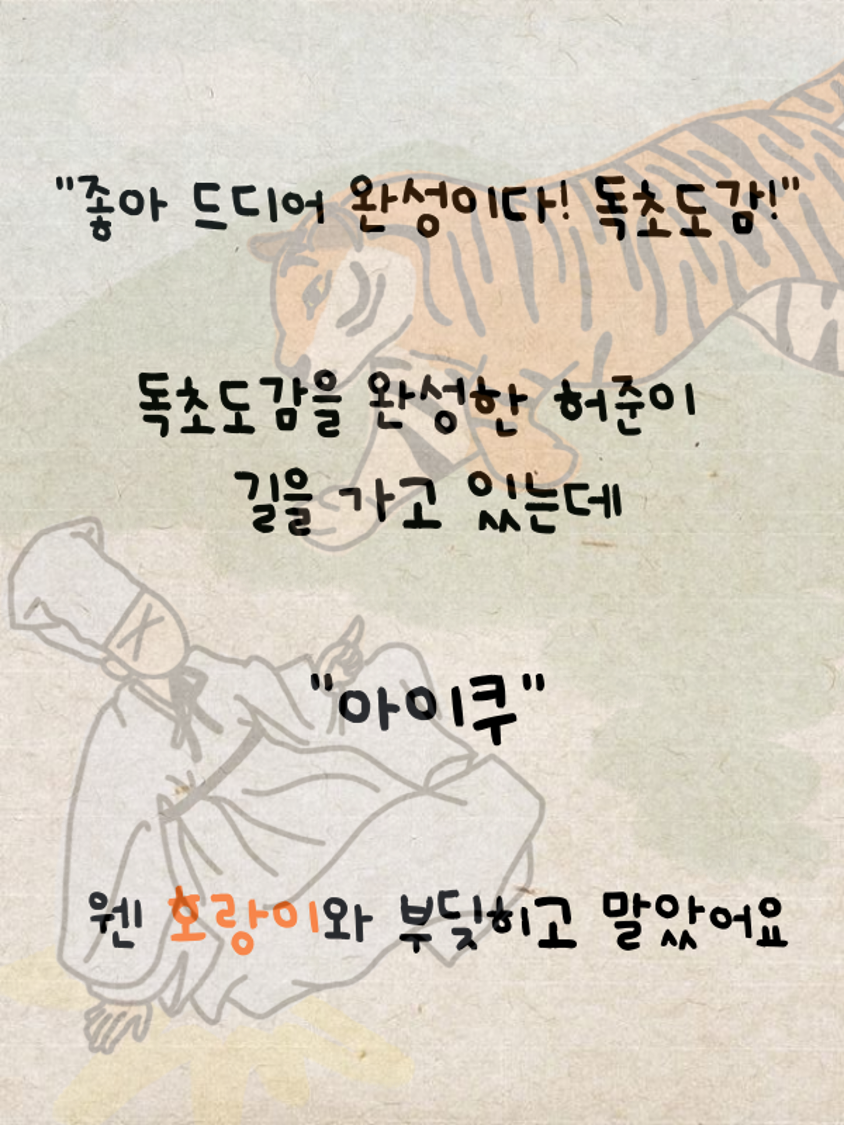 "좋아 드디어 완성이다! 독초도감!"
독초도감을 완성한 허준이
길을 가고 있는데
"아이쿠"
웬 호랑이와 부딪히고 말았어요